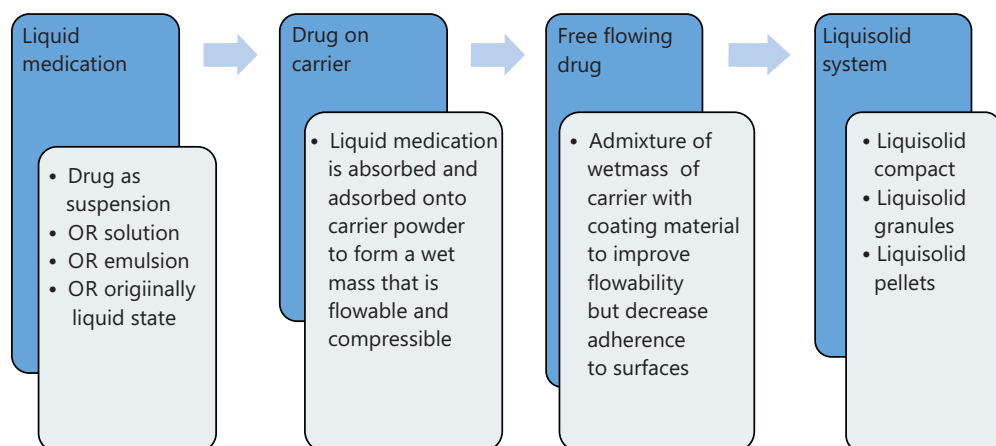 Liquid
medication
• Drug as
suspension
• OR solution
• OR emulsion
• OR origiinally
liquid state
Drug on
carrier
• Liquid medication
is absorbed and
adsorbed onto
carrier powder
to form a wet
mass that is
flowable and
compressible
Free flowing
drug
• Admixture of
wetmass of
carrier with
coating material
to improve
flowability
but decrease
adherence
to surfaces
Liquisolid
system
• Liquisolid
compact
• Liquisolid
granules
• Liquisolid
pellets